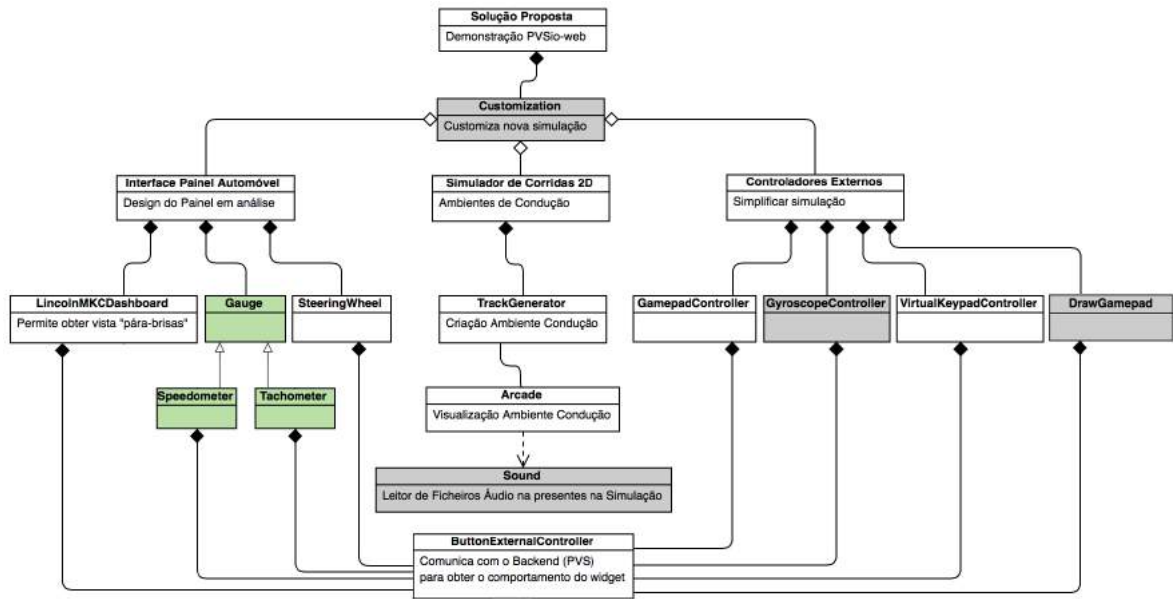 Solução Proposta
Demonstração PVSio-web
Customization
Customiza nova simulação
Interface Painel Automóvel
Design do Painel em análise
Simulador de Corridas 2D
Ambientes de Condução
Controladores Externos
Simplificar simulação
LincolnMKCDashboard
Permite obter vista "pára-brisas"
Gauge
SteeringWheel
TrackGenerator
Criação Ambiente Condução
GamepadController
GyroscopeController
VirtualKeypadController
DrawGamepad
Speedometer
Tachometer
Arcade
Visualização Ambiente Condução
Sound
Leitor de Ficheiros Áudio na presentes na Simulação
ButtonExternalController
Comunica com o Backend (PVS)
para obter o comportamento do widget